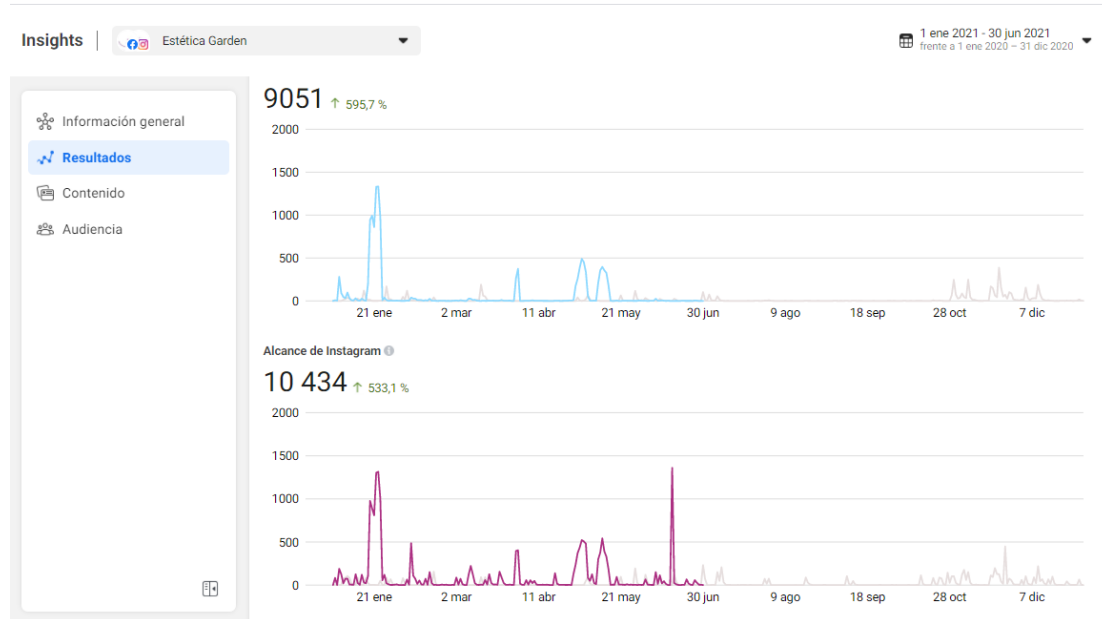 Insights
Estética Garden
1 ene 2021 - 30 jun 2021
frente a 1 ene 2020 – 31 dic 2020
Información general
Resultados
Contenido
Audiencia
9051 ↑ 595,7 %
2000
1500
1000
500
0
21 ene 2 mar 11 abr 21 may 30 jun 9 ago 18 sep 28 oct 7 dic
Alcance de Instagram
10 434 ↑ 533,1 %
2000
1500
1000
500
0
21 ene 2 mar 11 abr 21 may 30 jun 9 ago 18 sep 28 oct 7 dic